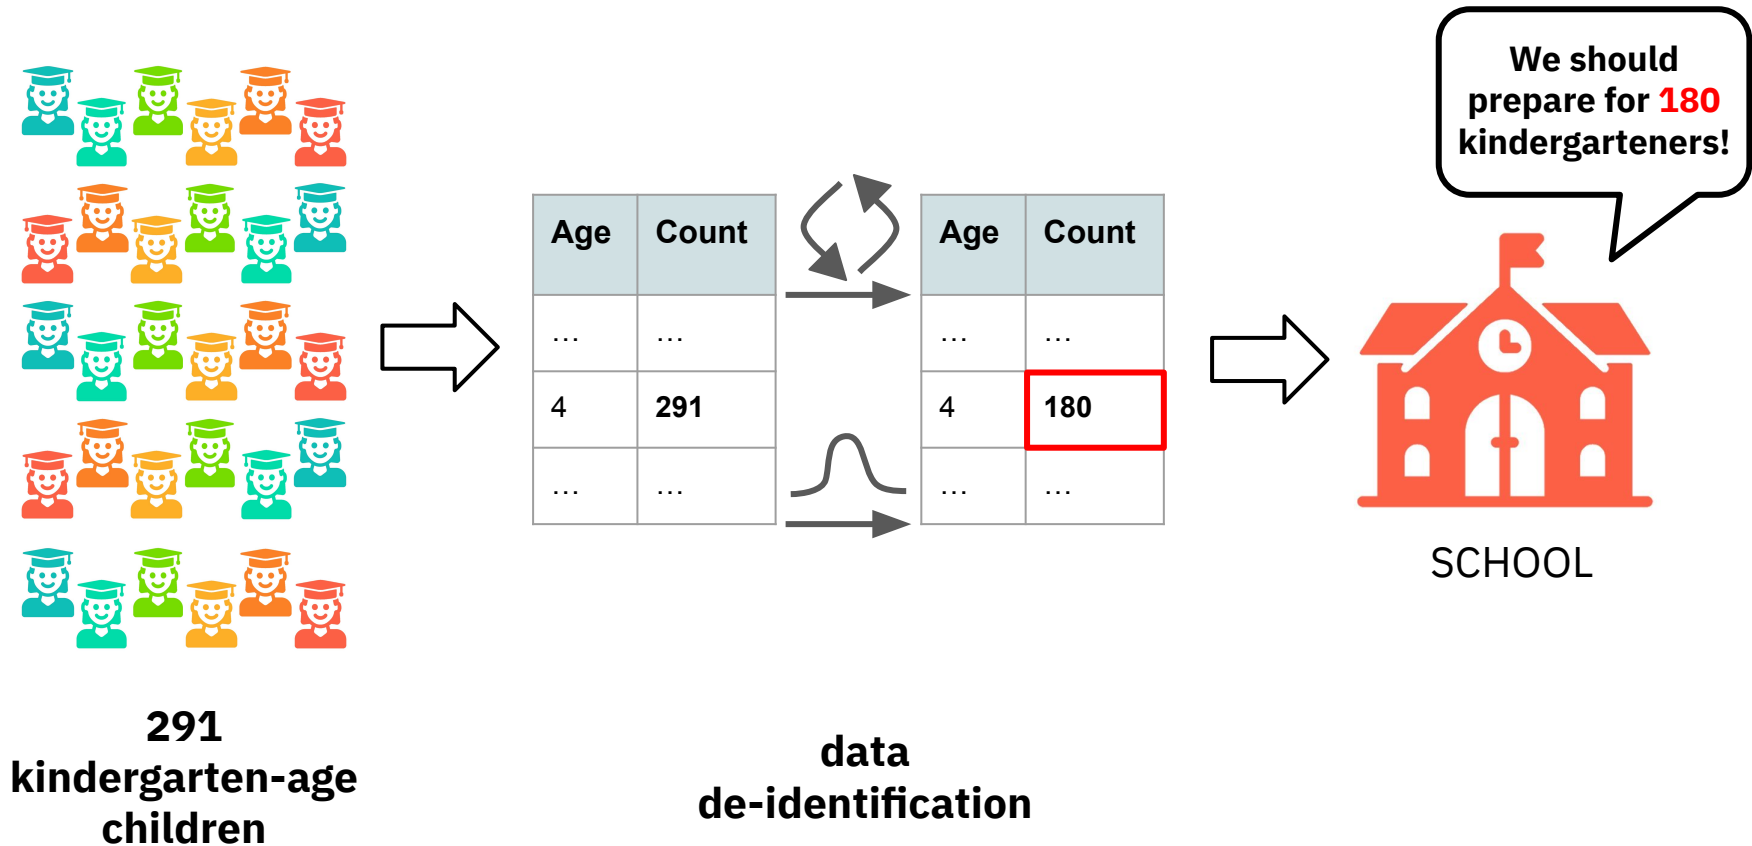 We should
prepare for 180
kindergarteners!
Age Count
… …
4 291
… …
Age Count
… …
4 180
… …
SCHOOL
291
kindergarten-age
children
data
de-identification